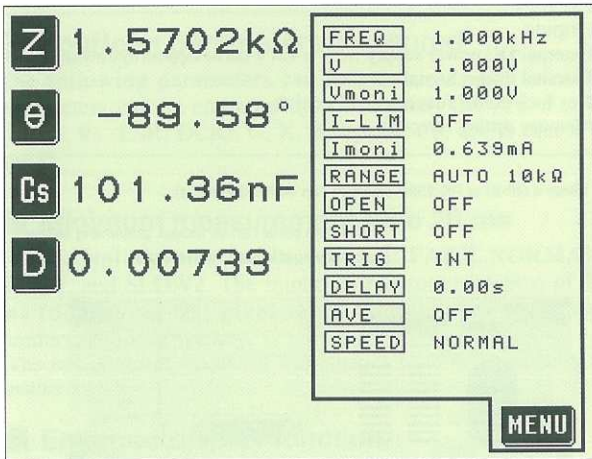 Z 1.5702kΩ
θ -89.58°
Cs 101.36nF
D 0.00733
FREQ 1.000kHz
V 1.000V
Vmoni 1.000V
I-LIM OFF
Imoni 0.639mA
RANGE AUTO 10kΩ
OPEN OFF
SHORT OFF
TRIG INT
DELAY 0.00s
AVE OFF
SPEED NORMAL
MENU